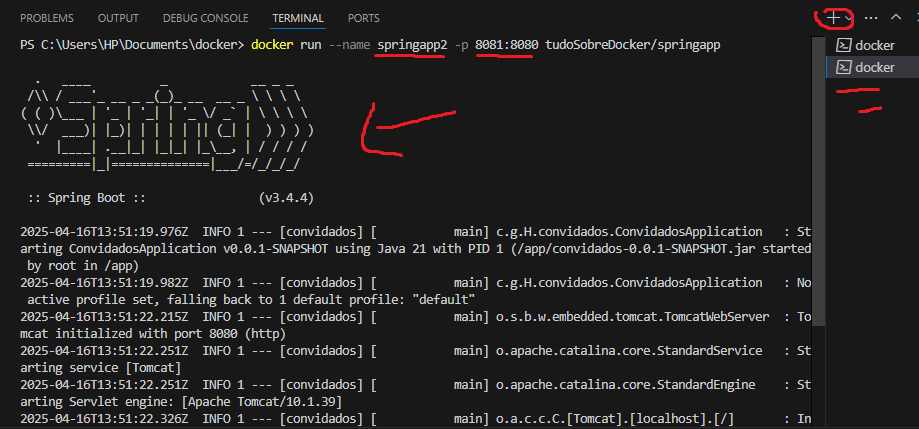 PROBLEMS OUTPUT DEBUG CONSOLE TERMINAL PORTS
PS C:\Users\HP\Documents\docker> docker run --name springapp2 -p 8081:8080 tudoSobreDocker/springapp
docker
docker
  .   ____          _            __ _ _
 /\\ / ___'_ __ _ _(_)_ __  __ _ \ \ \ \
( ( )\___ | '_ | '_| | '_ \/ _` | \ \ \ \
 \\/  ___)| |_)| | | | | || (_| |  ) ) ) )
  '  |____| .__|_| |_|_| |_\__, | / / / /
 =========|_|==============|___/=/_/_/_/
 :: Spring Boot ::                (v3.4.4)
2025-04-16T13:51:19.976Z  INFO 1 --- [convidados] [           main] c.g.H.convidados.ConvidadosApplication   : St
arting ConvidadosApplication v0.0.1-SNAPSHOT using Java 21 with PID 1 (/app/convidados-0.0.1-SNAPSHOT.jar started
 by root in /app)
2025-04-16T13:51:19.982Z  INFO 1 --- [convidados] [           main] c.g.H.convidados.ConvidadosApplication   : No
 active profile set, falling back to 1 default profile: "default"
2025-04-16T13:51:22.215Z  INFO 1 --- [convidados] [           main] o.s.b.w.embedded.tomcat.TomcatWebServer  : To
mcat initialized with port 8080 (http)
2025-04-16T13:51:22.251Z  INFO 1 --- [convidados] [           main] o.apache.catalina.core.StandardService   : St
arting service [Tomcat]
2025-04-16T13:51:22.251Z  INFO 1 --- [convidados] [           main] o.apache.catalina.core.StandardEngine    : St
arting Servlet engine: [Apache Tomcat/10.1.39]
2025-04-16T13:51:22.326Z  INFO 1 --- [convidados] [           main] o.a.c.c.C.[Tomcat].[localhost].[/]       : In